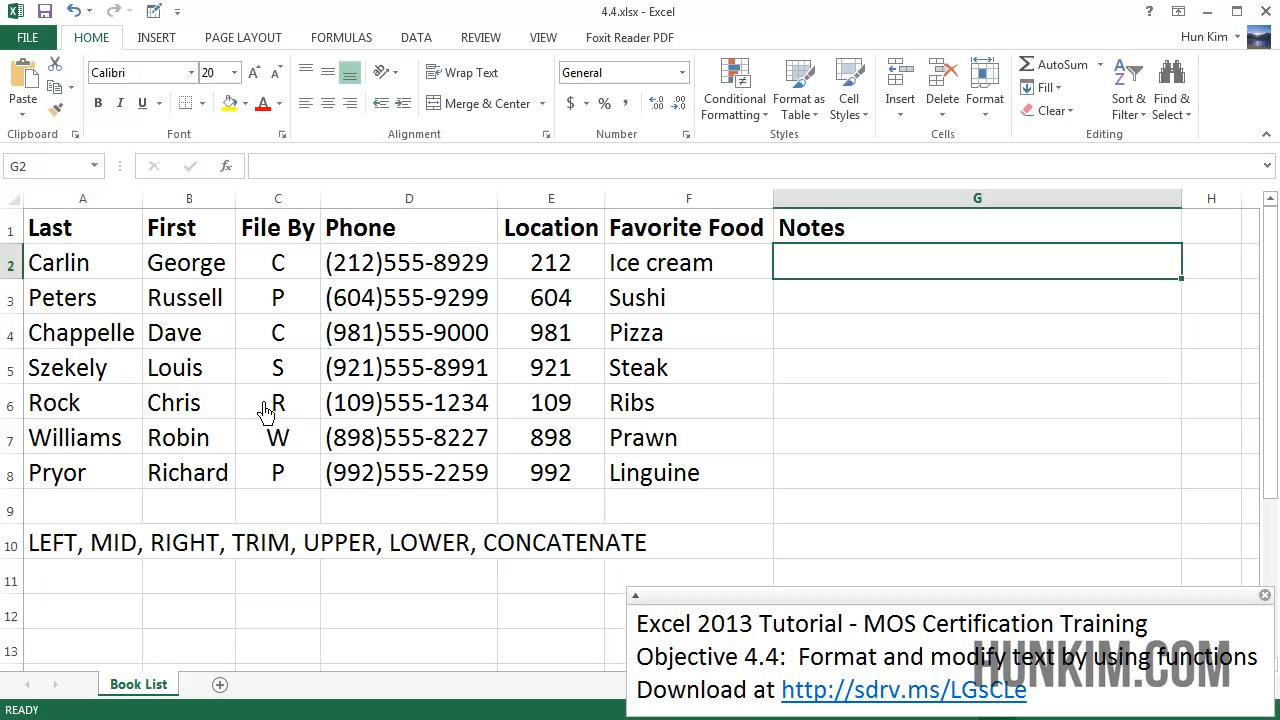 4.4.xlsx - Excel
FILE HOME INSERT PAGE LAYOUT FORMULAS DATA REVIEW VIEW Foxit Reader PDF Hun Kim
Calibri 20 Wrap Text General AutoSum
Paste B I U Merge & Center $ % , Conditional Formatting Format as Table Cell Styles Insert Delete Format Fill Clear Sort & Filter Find & Select
Clipboard Font Alignment Number Styles Cells Editing
G2 fx
A B C D E F G H
1 Last First File By Phone Location Favorite Food Notes
2 Carlin George C (212)555-8929 212 Ice cream
3 Peters Russell P (604)555-9299 604 Sushi
4 Chappelle Dave C (981)555-9000 981 Pizza
5 Szekely Louis S (921)555-8991 921 Steak
6 Rock Chris R (109)555-1234 109 Ribs
7 Williams Robin W (898)555-8227 898 Prawn
8 Pryor Richard P (992)555-2259 992 Linguine
9
10 LEFT, MID, RIGHT, TRIM, UPPER, LOWER, CONCATENATE
11
12
13
Excel 2013 Tutorial - MOS Certification Training
Objective 4.4: Format and modify text by using functions
Download at http://sdrv.ms/LGsCLe
HUNKIM.COM
Book List
READY